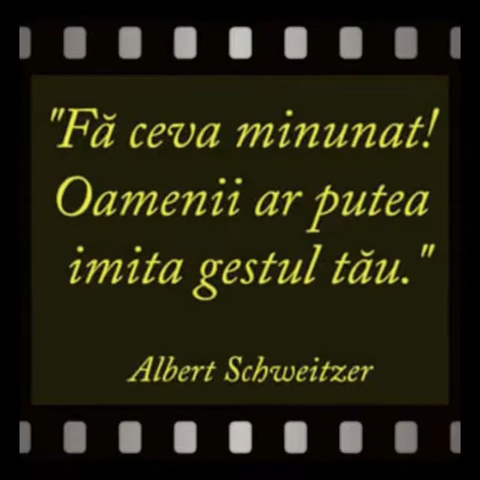 "Fă ceva minunat!
Oamenii ar putea
imita gestul tău."
Albert Schweitzer